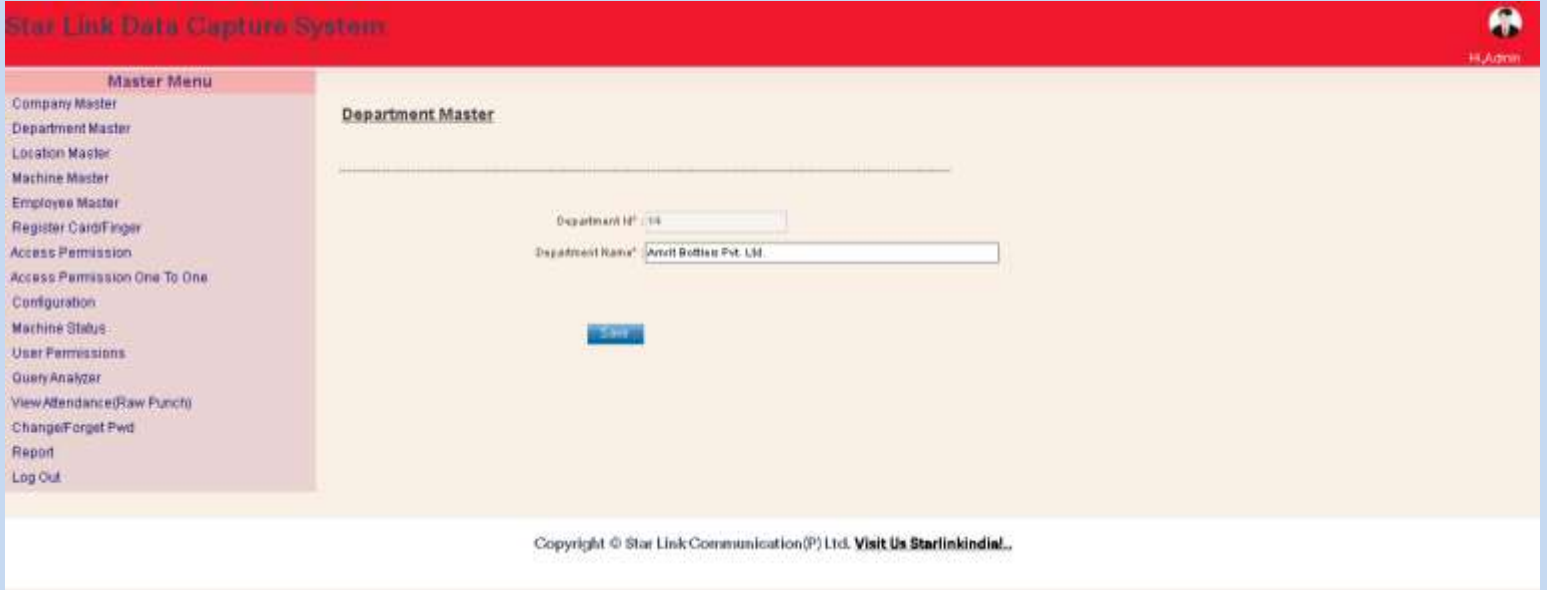 Star Link Data Capture System
Hi,Admin
Master Menu
Company Master
Department Master
Location Master
Machine Master
Employee Master
Register Card/Finger
Access Permission
Access Permission One To One
Configuration
Machine Status
User Permissions
Query Analyzer
View Attendance(Raw Punch)
Change/Forget Pwd
Report
Log Out
Department Master
Department Id* :
Department Name* : Pvt. Ltd.
Save
Copyright © Star Link Communication(P) Ltd. Visit Us Starlinkindia!..